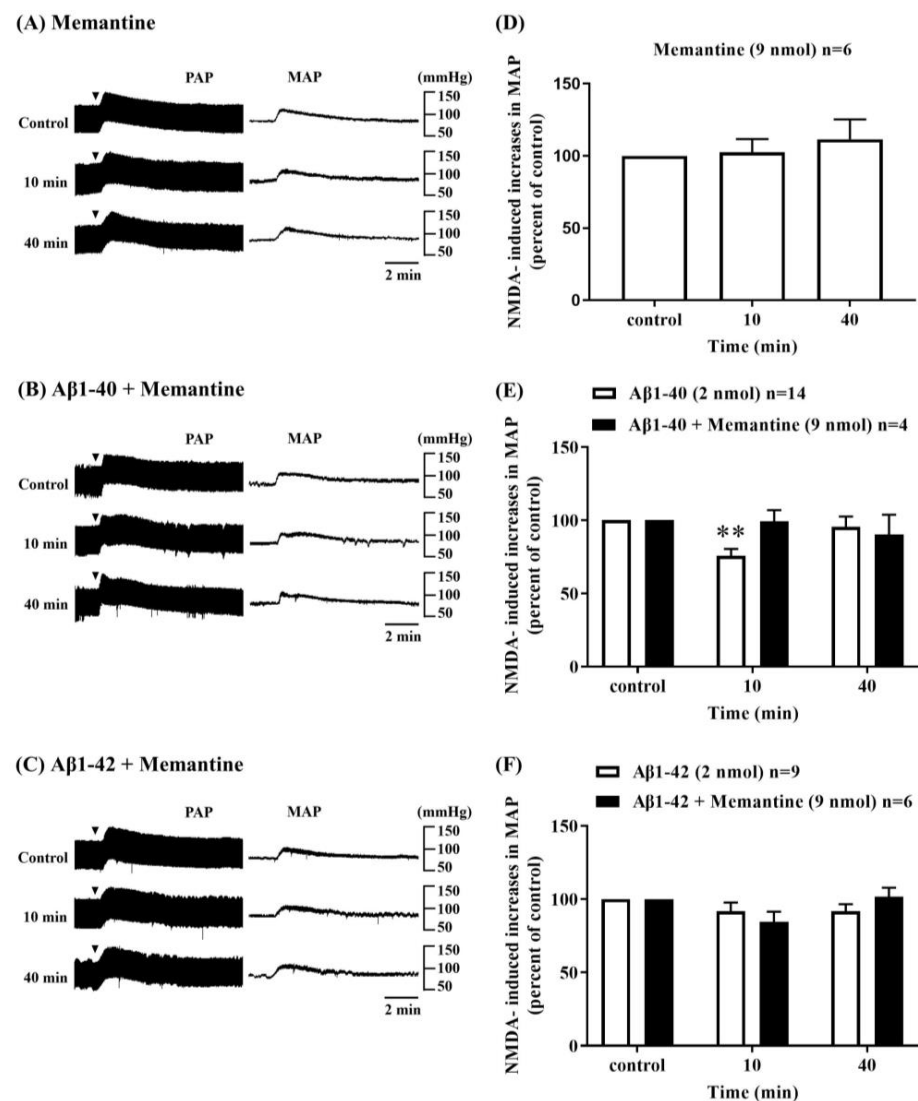 (A) Memantine
PAP MAP (mmHg)
Control 150 100 50
10 min 150 100 50
40 min 150 100 50
2 min
(D)
Memantine (9 nmol) n=6
NMDA- induced increases in MAP
(percent of control)
150
100
50
0
control 10 40
Time (min)
(B) Aβ1-40 + Memantine
PAP MAP (mmHg)
Control 150 100 50
10 min 150 100 50
40 min 150 100 50
2 min
(E)
Aβ1-40 (2 nmol) n=14
Aβ1-40 + Memantine (9 nmol) n=4
NMDA- induced increases in MAP
(percent of control)
150
100
50
0
**
control 10 40
Time (min)
(C) Aβ1-42 + Memantine
PAP MAP (mmHg)
Control 150 100 50
10 min 150 100 50
40 min 150 100 50
2 min
(F)
Aβ1-42 (2 nmol) n=9
Aβ1-42 + Memantine (9 nmol) n=6
NMDA- induced increases in MAP
(percent of control)
150
100
50
0
control 10 40
Time (min)